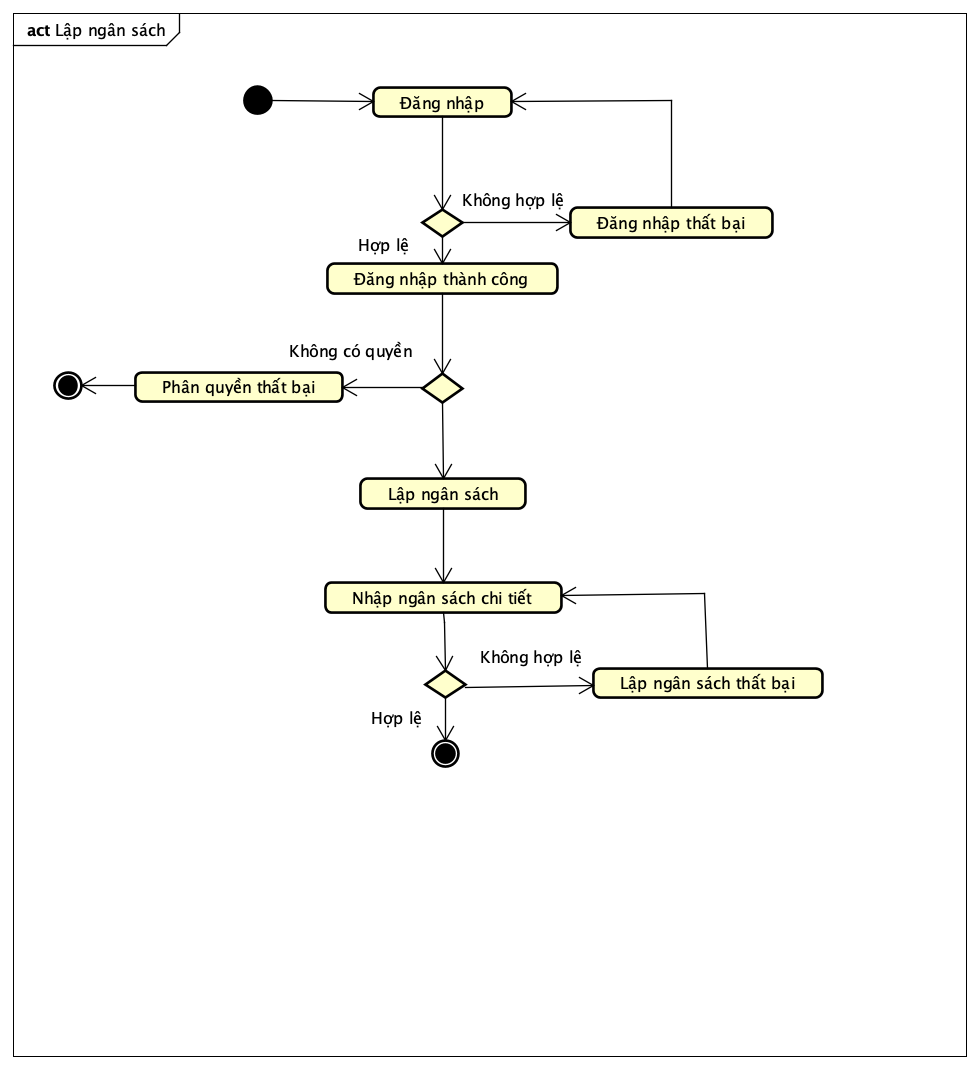 act Lập ngân sách
Đăng nhập
Không hợp lệ
Đăng nhập thất bại
Hợp lệ
Đăng nhập thành công
Không có quyền
Phân quyền thất bại
Lập ngân sách
Nhập ngân sách chi tiết
Không hợp lệ
Lập ngân sách thất bại
Hợp lệ